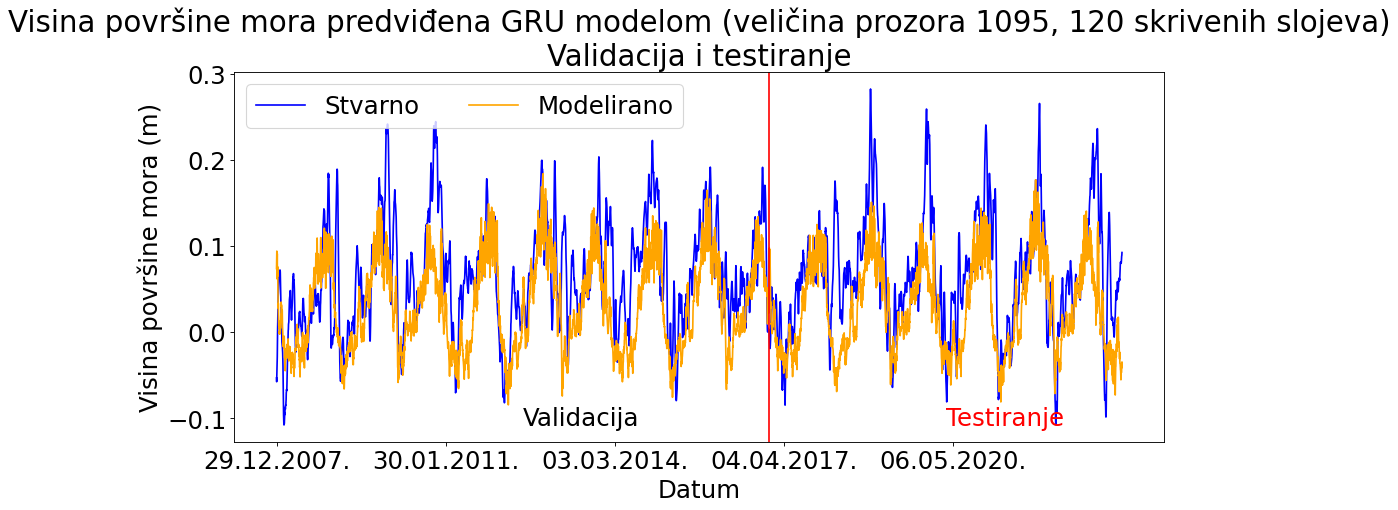 Visina površine mora predviđena GRU modelom (veličina prozora 1095, 120 skrivenih slojeva)
Validacija i testiranje
Stvarno
Modelirano
Visina površine mora (m)
0.3
0.2
0.1
0.0
−0.1
Validacija
Testiranje
29.12.2007.
30.01.2011.
03.03.2014.
04.04.2017.
06.05.2020.
Datum